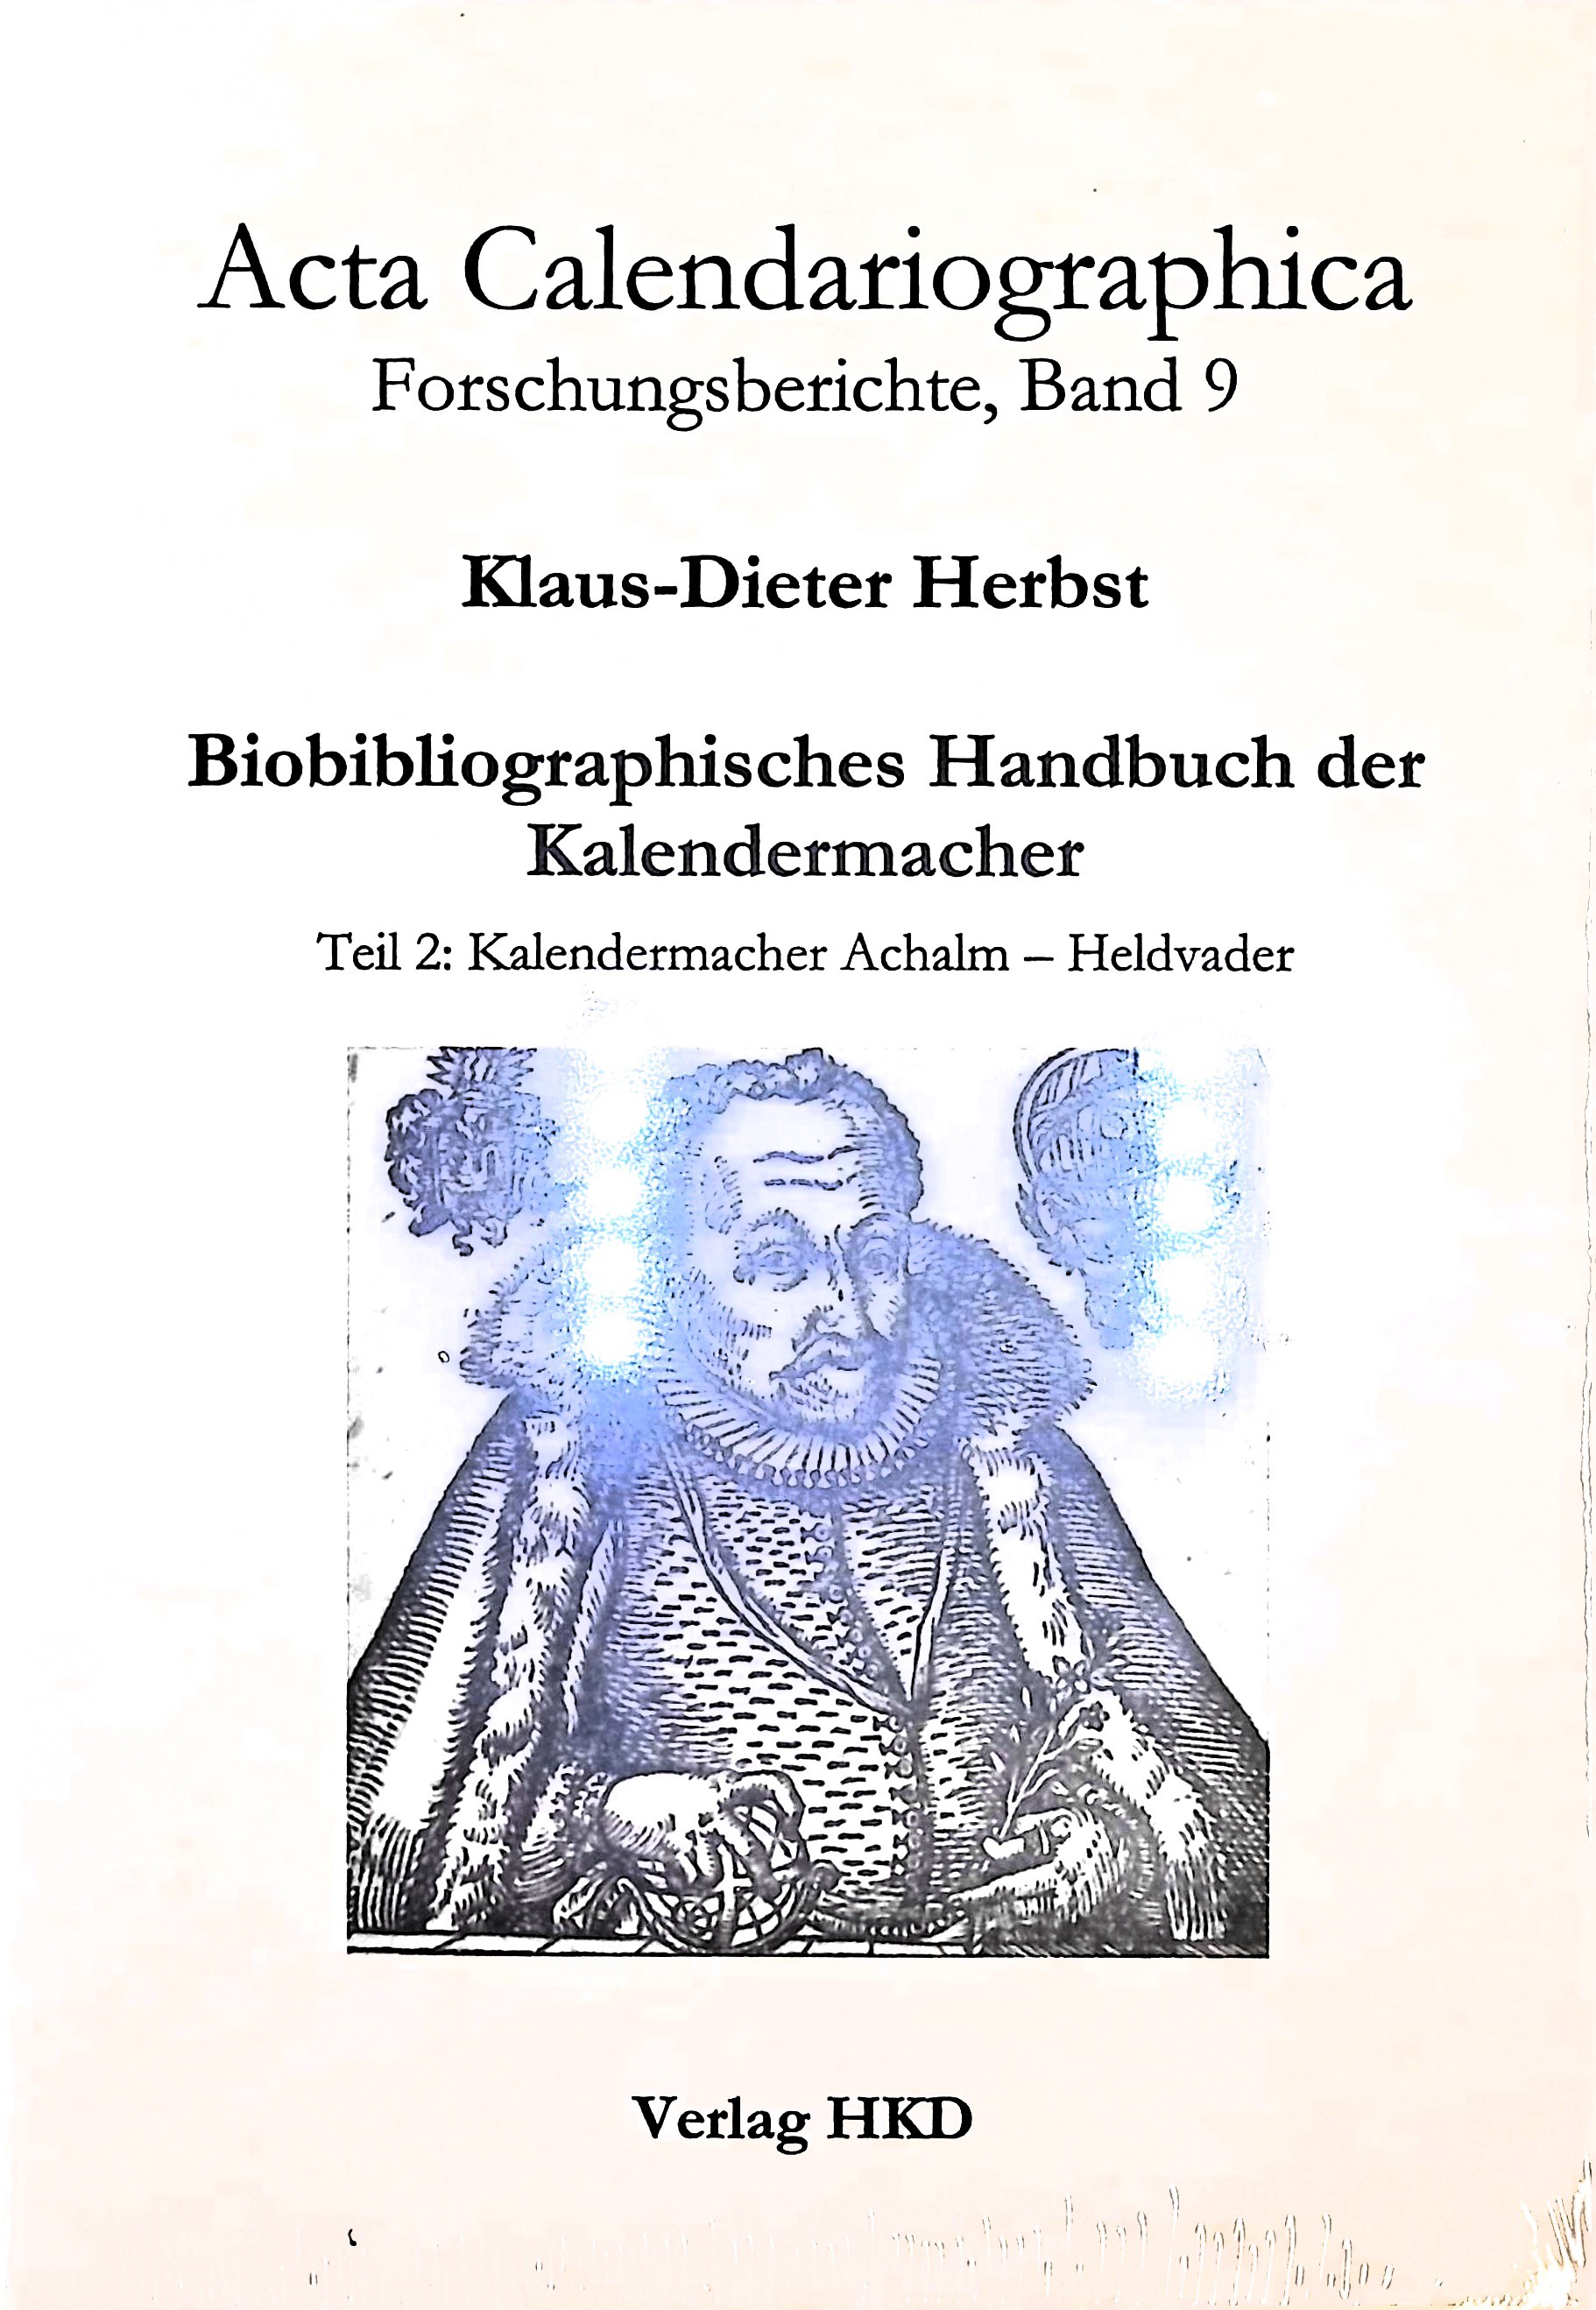 Acta Calendariographica
Forschungsberichte, Band 9
Klaus-Dieter Herbst
Biobibliographisches Handbuch der
Kalendermacher
Teil 2: Kalendermacher Achalm – Heldvader
Verlag HKD